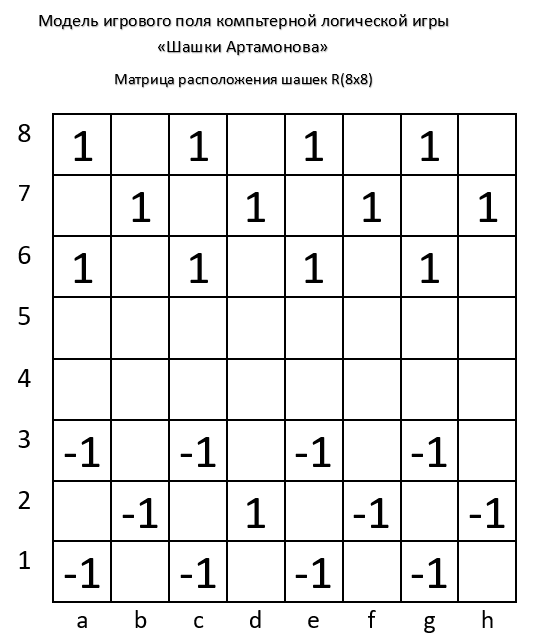 Модель игрового поля компьтерной логической игры
«Шашки Артамонова»
Матрица расположения шашек R(8x8)
8 1 1 1 1
7 1 1 1 1
6 1 1 1 1
5
4
3 -1 -1 -1 -1
2 -1 1 -1 -1
1 -1 -1 -1 -1
a b c d e f g h